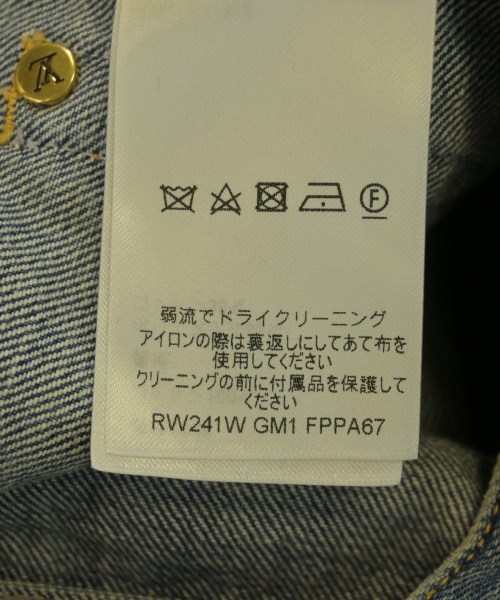 F
弱流でドライクリーニング
アイロンの際は裏返しにしてあて布を
使用してください
クリーニングの前に付属品を保護して
ください
RW241W GM1 FPPA67